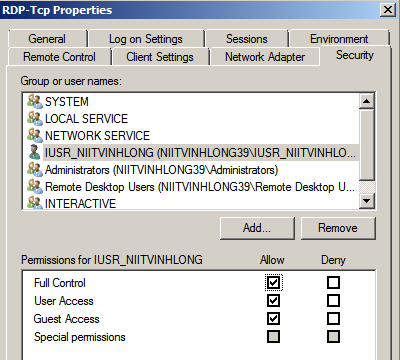 RDP-Tcp Properties
General
Log on Settings
Sessions
Environment
Remote Control
Client Settings
Network Adapter
Security
Group or user names:
SYSTEM
LOCAL SERVICE
NETWORK SERVICE
IUSR_NIITVINHLONG (NIITVINHLONG39\IUSR_NIITVINHLO...
Administrators (NIITVINHLONG39\Administrators)
Remote Desktop Users (NIITVINHLONG39\Remote Desktop U...
INTERACTIVE
Add...
Remove
Permissions for IUSR_NIITVINHLONG
Allow
Deny
Full Control
User Access
Guest Access
Special permissions